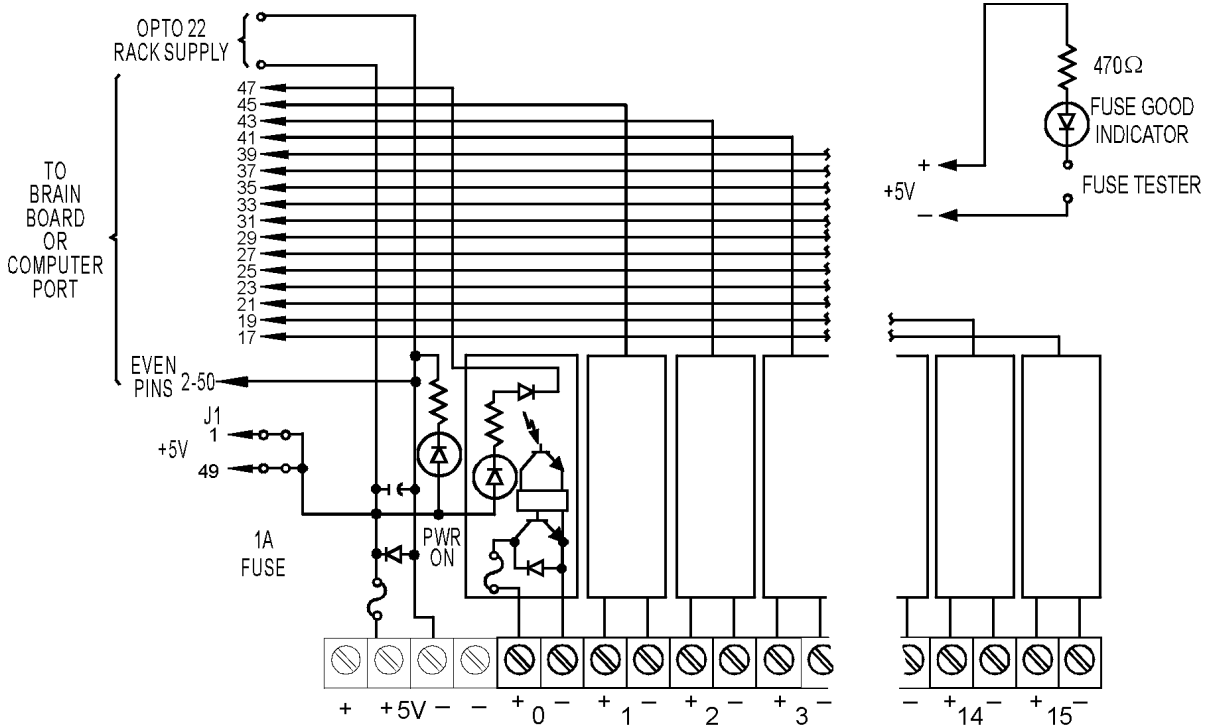 OPTO 22
RACK SUPPLY
47
45
43
41
39
37
35
33
31
29
27
25
23
21
19
17
TO
BRAIN
BOARD
OR
COMPUTER
PORT
EVEN
PINS 2-50
J1
1
+5V
49
1A
FUSE
PWR
ON
470Ω
FUSE GOOD
INDICATOR
+
+5V
−
FUSE TESTER
+ +5V − − + 0 − + 1 − + 2 − + 3 − + 14 − + 15 −